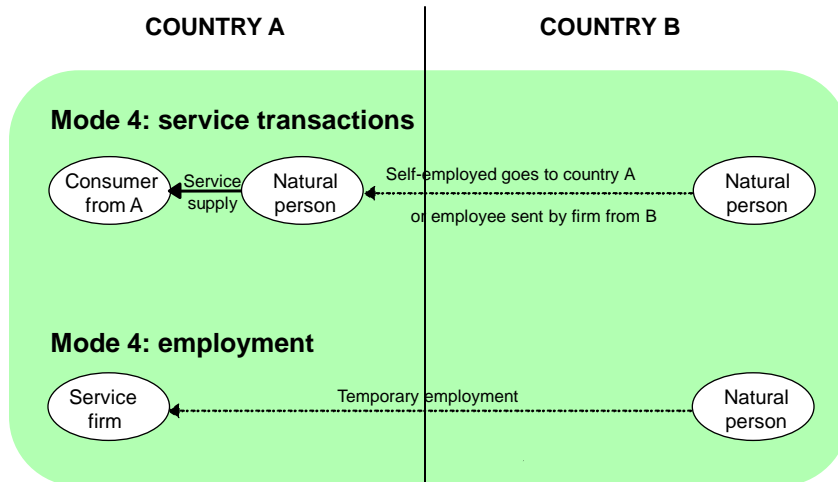 COUNTRY A
COUNTRY B
Mode 4: service transactions
Consumer
from A
Service
supply
Natural
person
Self-employed goes to country A
or employee sent by firm from B
Natural
person
Mode 4: employment
Service
firm
Temporary employment
Natural
person